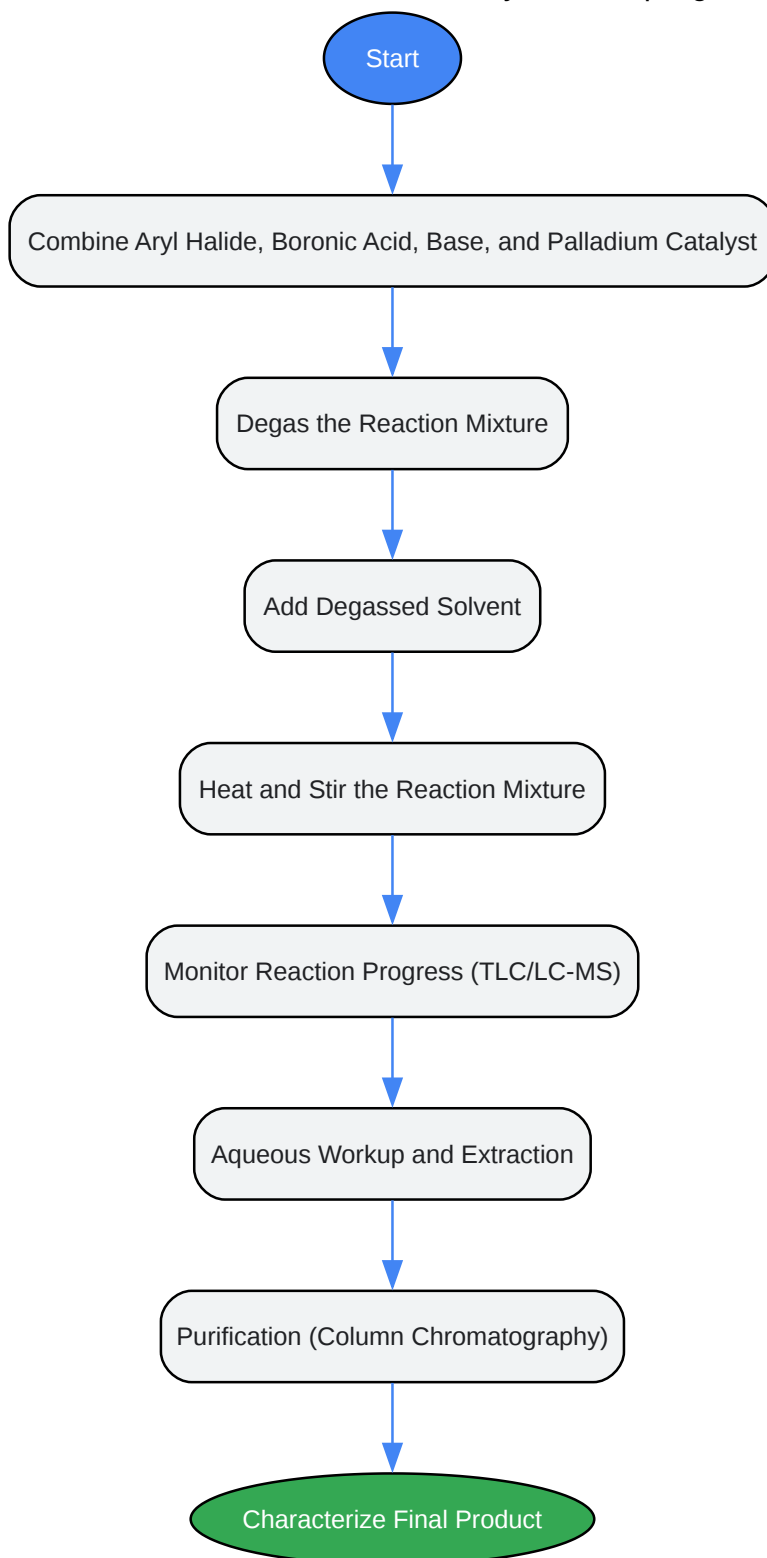 Start
Combine Aryl Halide, Boronic Acid, Base, and Palladium Catalyst
Degas the Reaction Mixture
Add Degassed Solvent
Heat and Stir the Reaction Mixture
Monitor Reaction Progress (TLC/LC-MS)
Aqueous Workup and Extraction
Purification (Column Chromatography)
Characterize Final Product